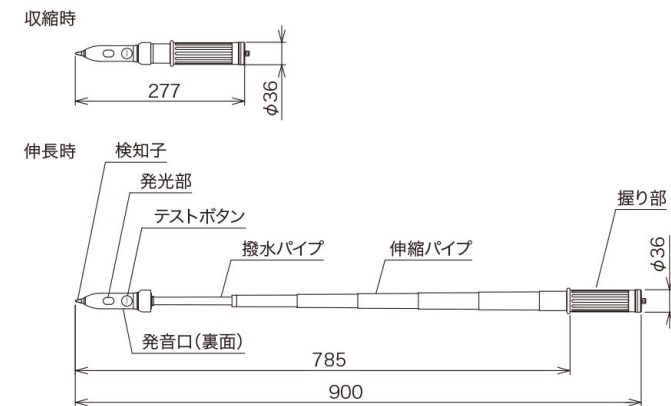 収縮時
277
φ36
伸長時
検知子
発光部
テストボタン
撥水パイプ
伸縮パイプ
握り部
φ36
発音口(裏面)
785
900